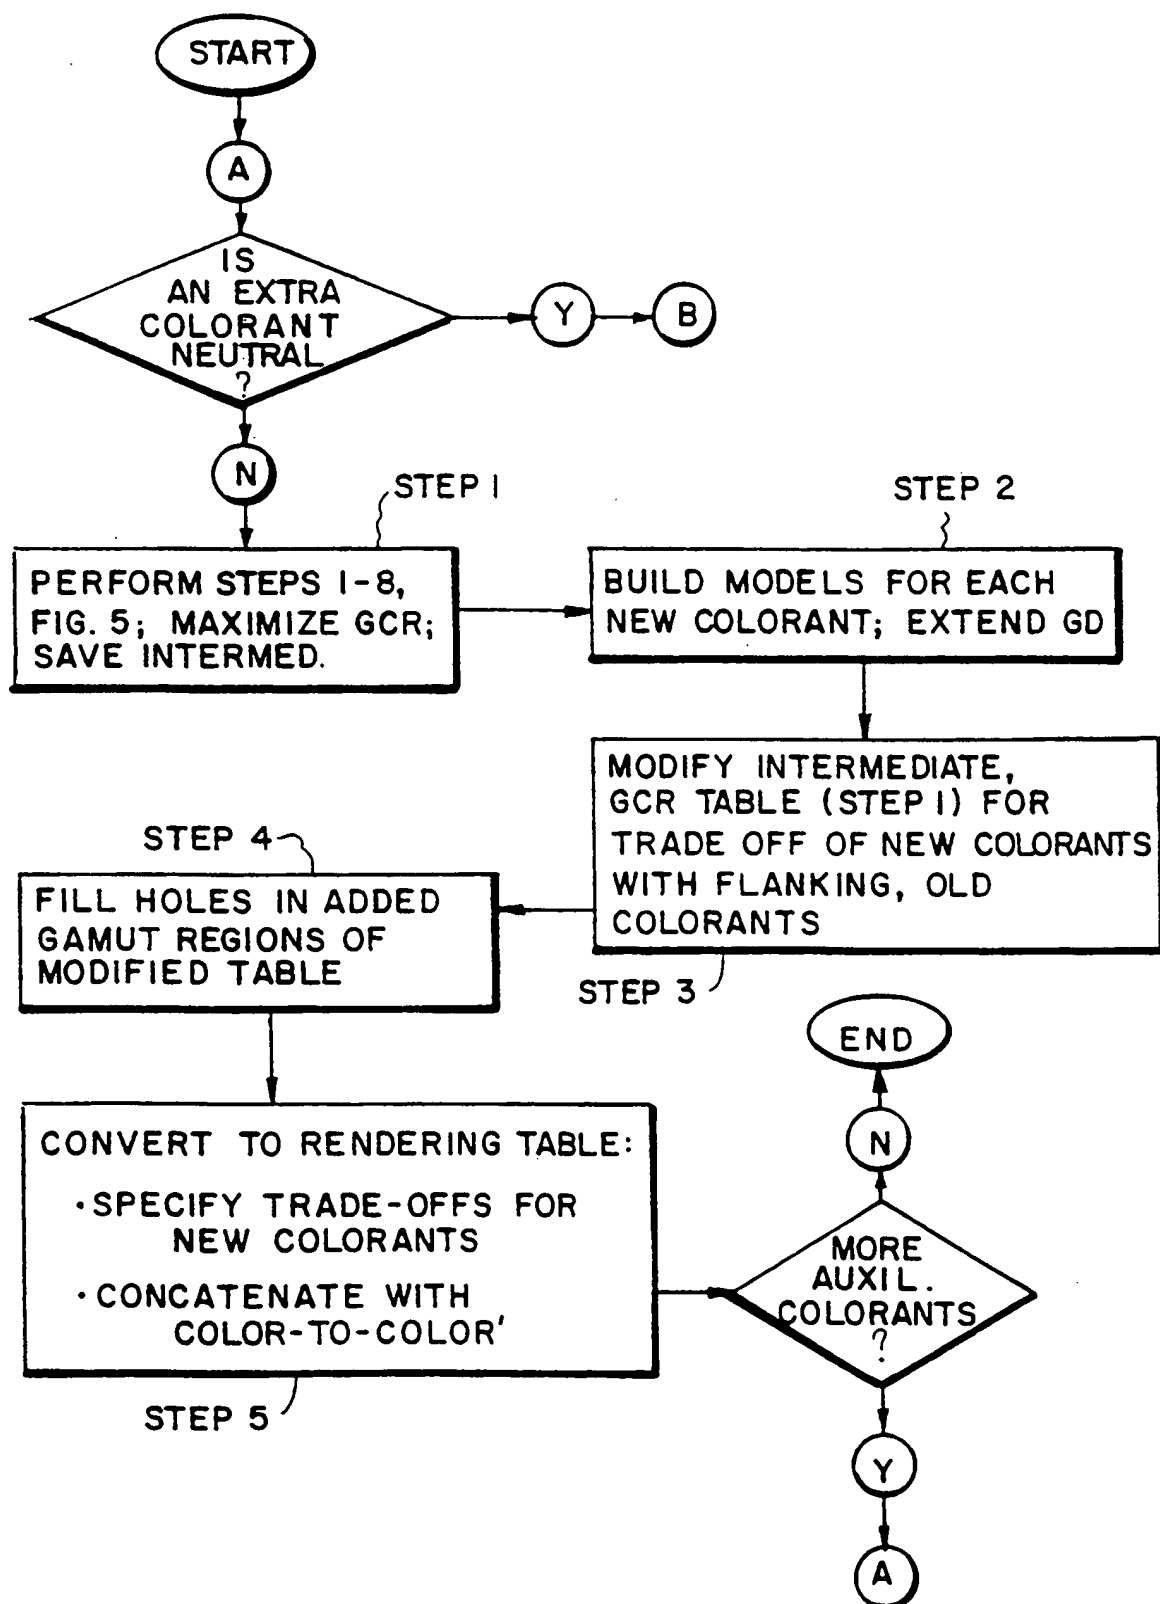 START
A
IS
AN EXTRA
COLORANT
NEUTRAL
?
Y
B
N
STEP 1
PERFORM STEPS 1-8,
FIG. 5; MAXIMIZE GCR;
SAVE INTERMED.
STEP 2
BUILD MODELS FOR EACH
NEW COLORANT; EXTEND GD
MODIFY INTERMEDIATE,
GCR TABLE (STEP 1) FOR
TRADE OFF OF NEW COLORANTS
WITH FLANKING, OLD
COLORANTS
STEP 3
STEP 4
FILL HOLES IN ADDED
GAMUT REGIONS OF
MODIFIED TABLE
CONVERT TO RENDERING TABLE:
·SPECIFY TRADE-OFFS FOR
NEW COLORANTS
·CONCATENATE WITH
COLOR-TO-COLOR'
STEP 5
END
N
MORE
AUXIL.
COLORANTS
?
Y
A